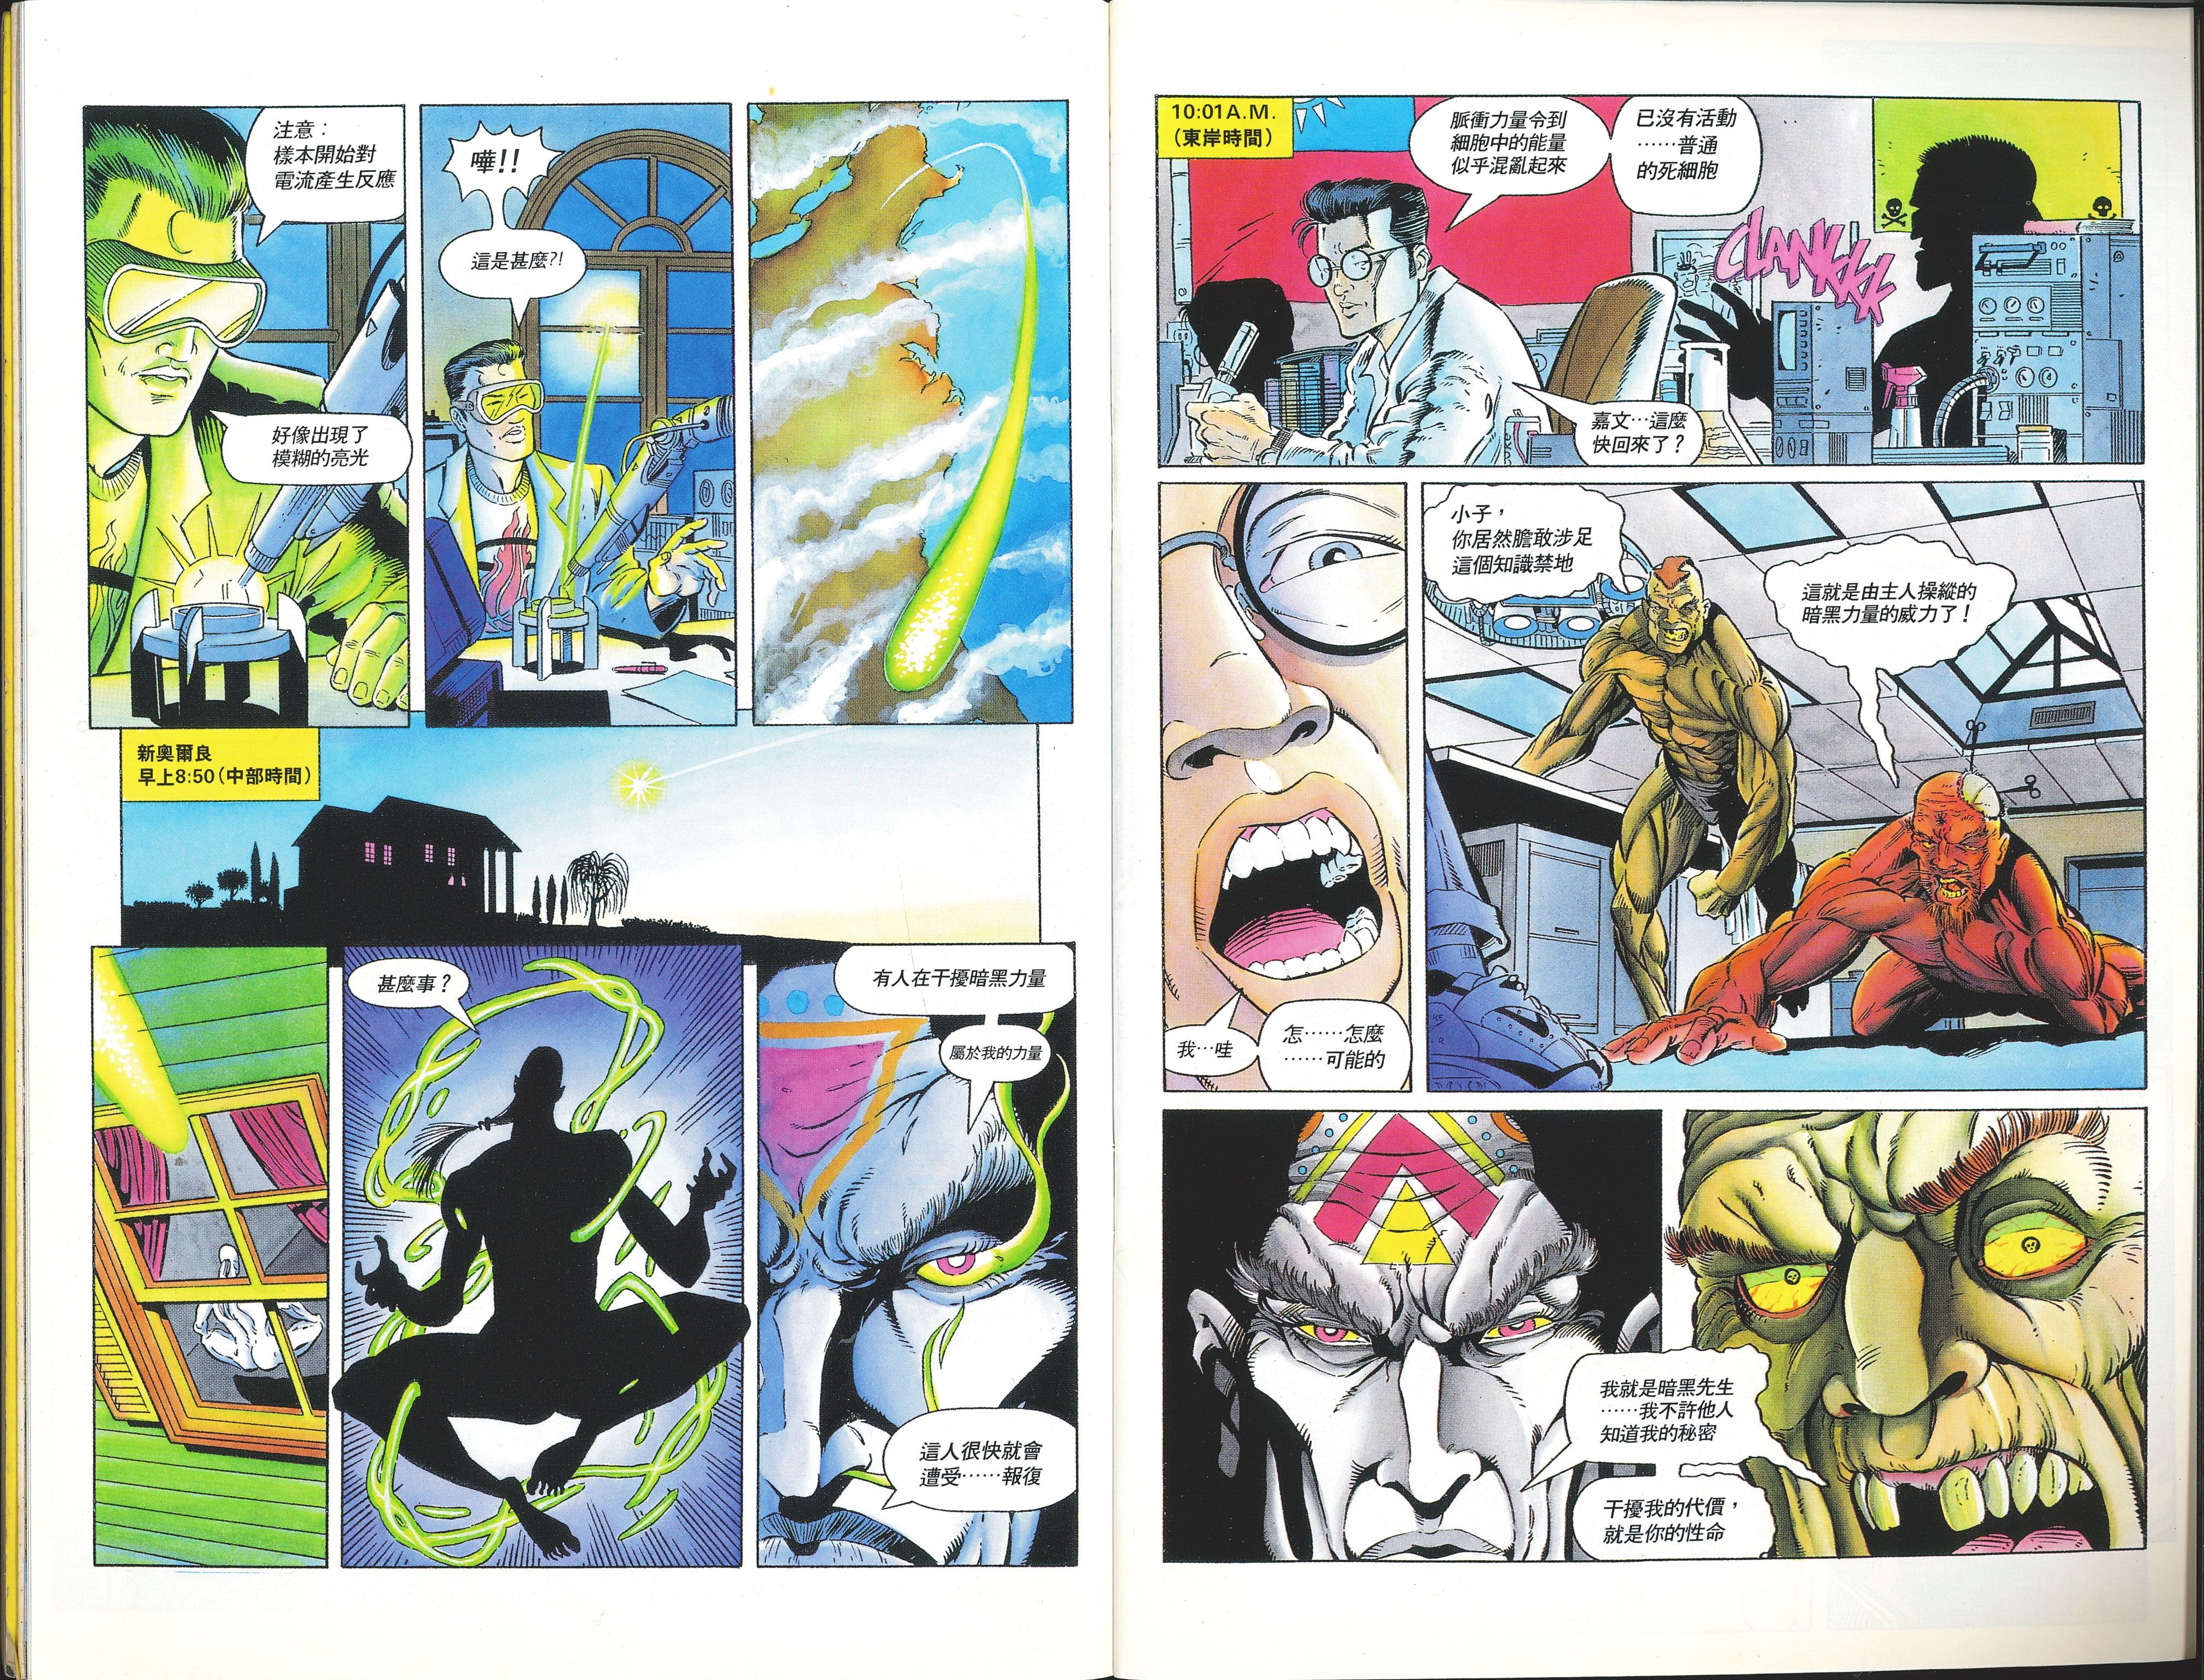 注意：
樣本開始對
電流產生反應
好像出現了
模糊的亮光
嘩!!
這是甚麼?!
新奧爾良
早上8:50(中部時間)
甚麼事？
有人在干擾暗黑力量
屬於我的力量
這人很快就會
遭受……報復
10:01A.M.
(東岸時間)
脈衝力量令到
細胞中的能量
似乎混亂起來
已沒有活動
……普通
的死細胞
CLANKKK
嘉文…這麼
快回來了？
我…哇
怎……怎麼
……可能的
小子，
你居然膽敢涉足
這個知識禁地
這就是由主人操縱的
暗黑力量的威力了！
我就是暗黑先生
……我不許他人
知道我的秘密
干擾我的代價，
就是你的性命